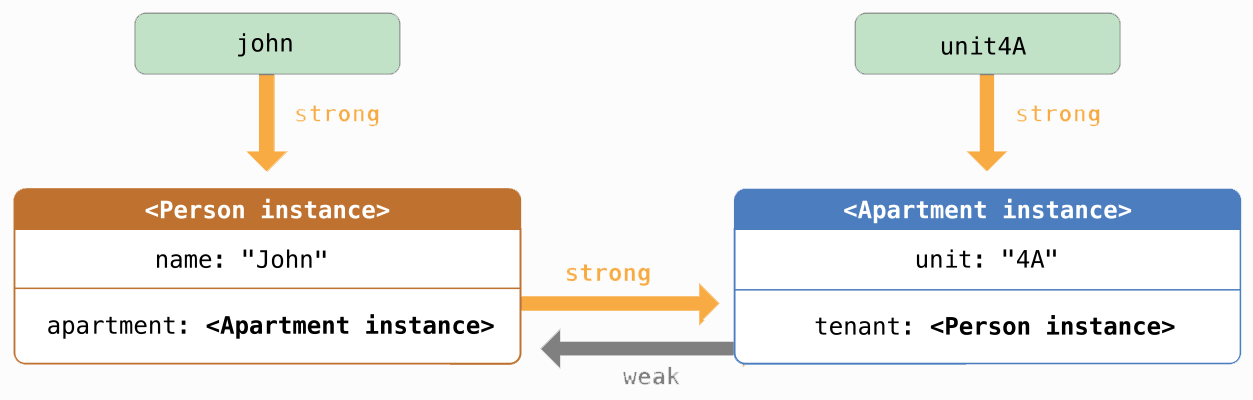 john
unit4A
strong
strong
<Person instance>
<Apartment instance>
name: "John"
unit: "4A"
strong
apartment: <Apartment instance>
tenant: <Person instance>
weak